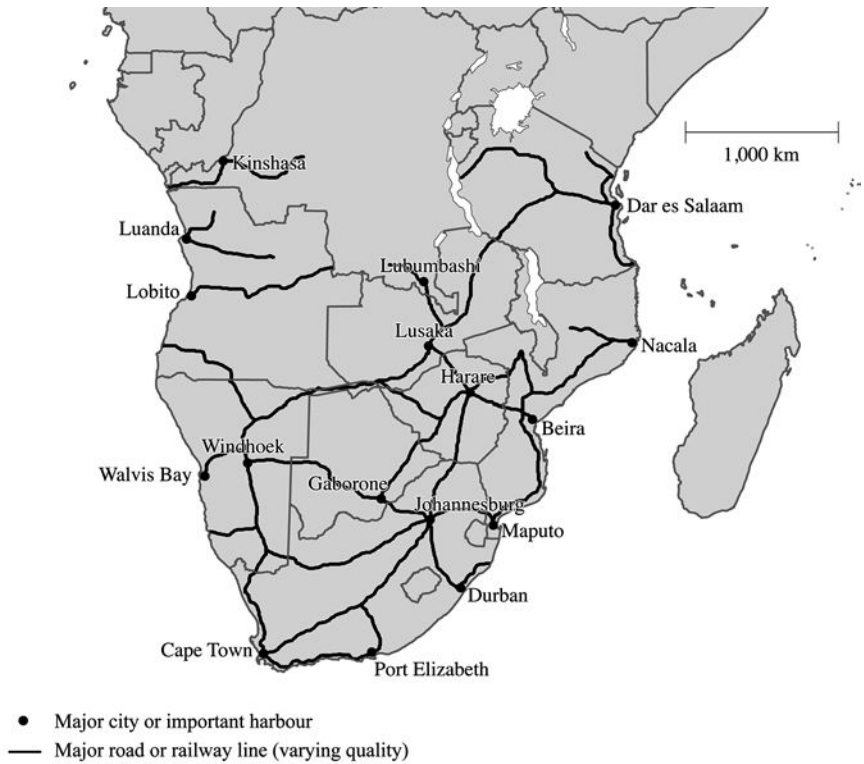 1,000 km
Kinshasa
Dar es Salaam
Luanda
Lubumbashi
Lobito
Lusaka
Nacala
Harare
Beira
Windhoek
Walvis Bay
Gaborone
Johannesburg
Maputo
Durban
Cape Town
Port Elizabeth
Major city or important harbour
Major road or railway line (varying quality)